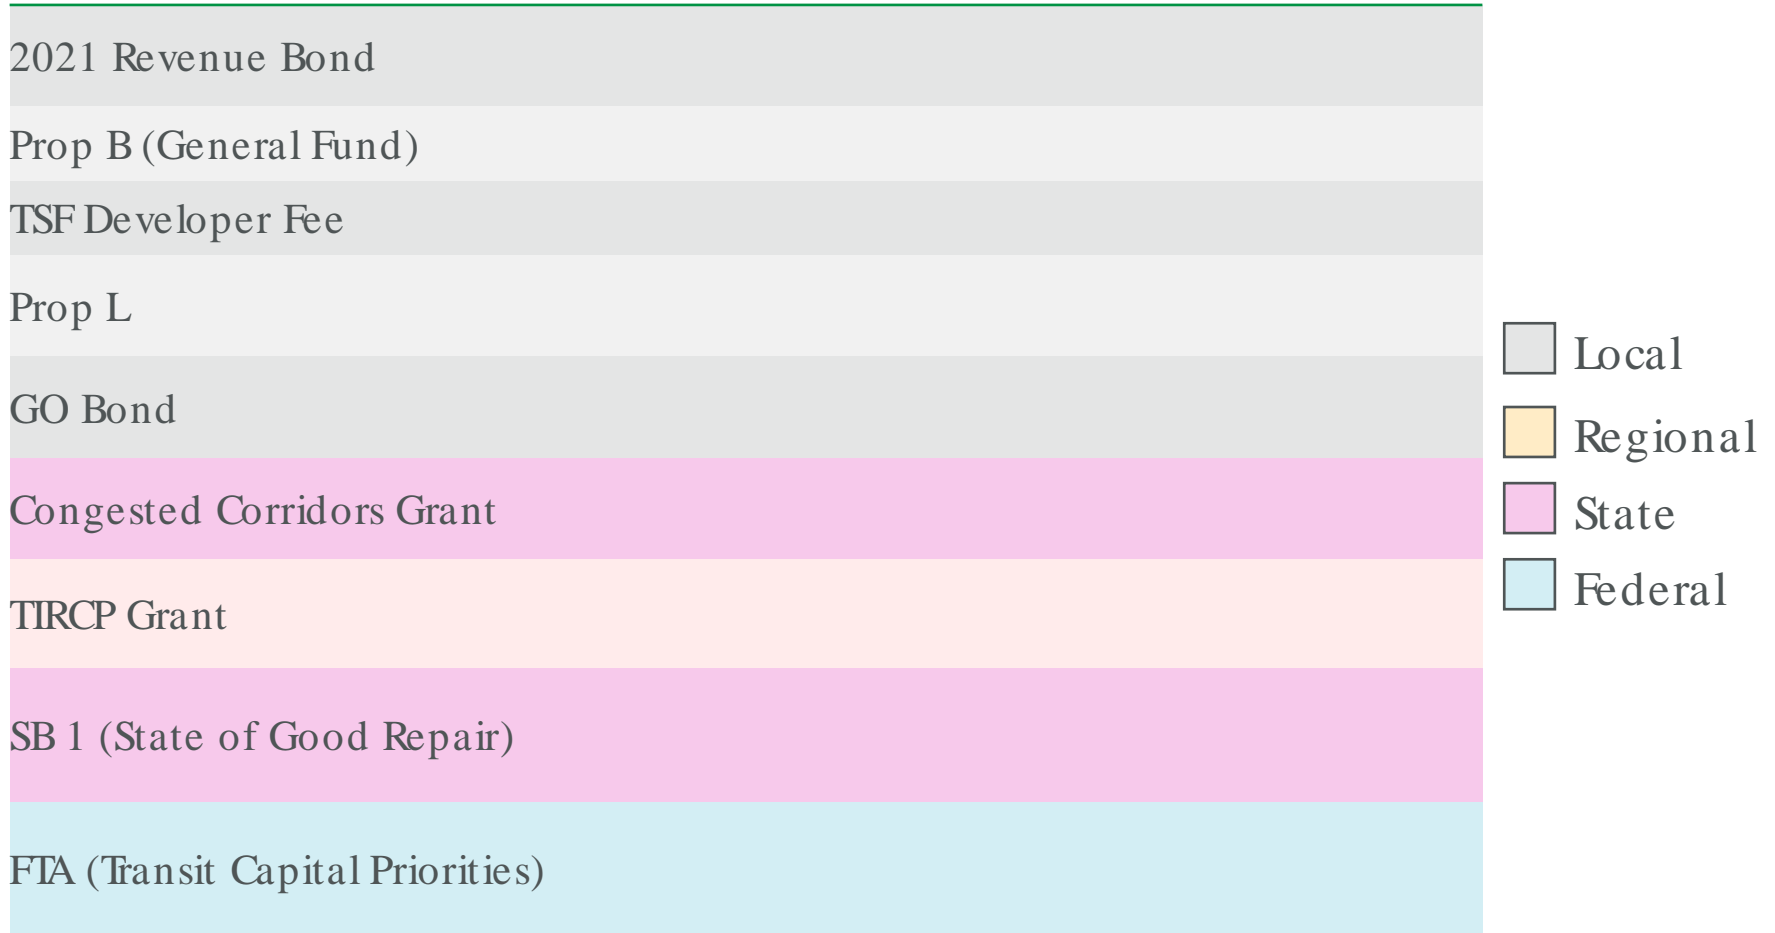 2021 Revenue Bond
Prop B (General Fund)
TSF Developer Fee
Prop L
GO Bond
Congested Corridors Grant
TIRCP Grant
SB 1 (State of Good Repair)
FTA (Transit Capital Priorities)
Local
Regional
State
Federal